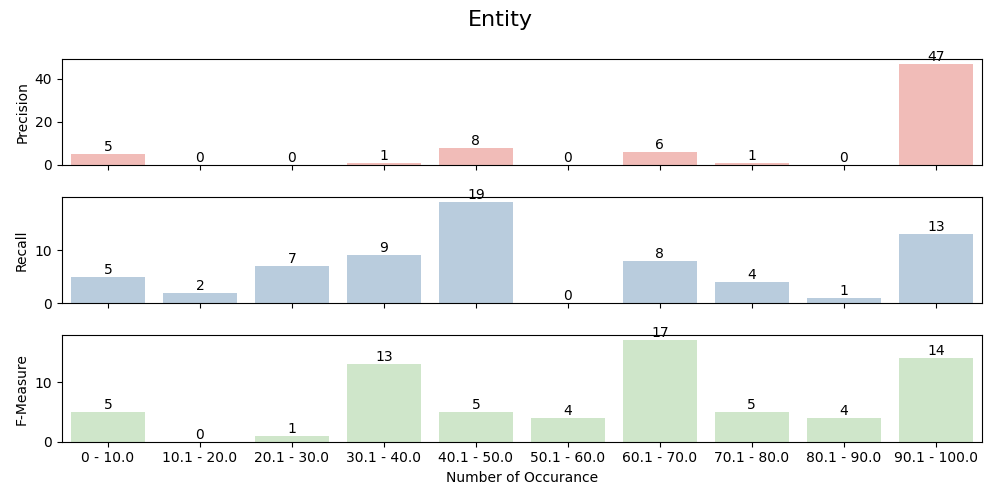 Entity
Precision
40
20
0
5 0 0 1 8 0 6 1 0 47
Recall
10
0
5 2 7 9 19 0 8 4 1 13
F-Measure
10
0
5 0 1 13 5 4 17 5 4 14
0 - 10.0 10.1 - 20.0 20.1 - 30.0 30.1 - 40.0 40.1 - 50.0 50.1 - 60.0 60.1 - 70.0 70.1 - 80.0 80.1 - 90.0 90.1 - 100.0
Number of Occurance